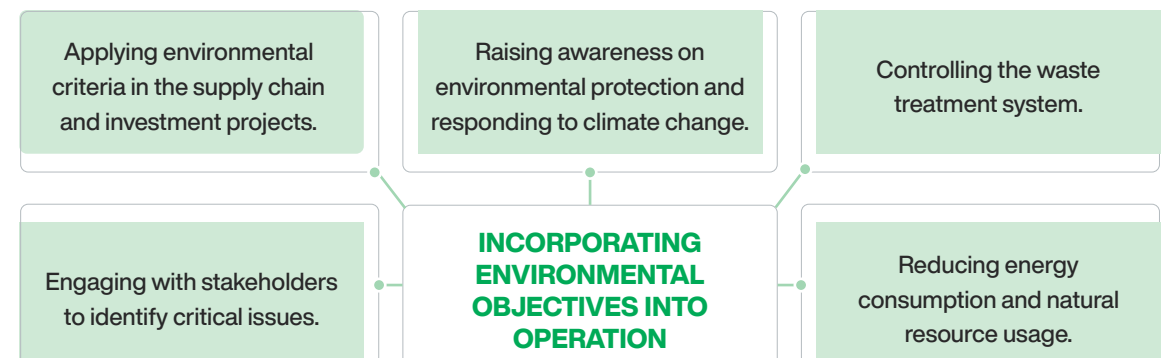 Applying environmental
criteria in the supply chain
and investment projects.
Raising awareness on
environmental protection and
responding to climate change.
Controlling the waste
treatment system.
Engaging with stakeholders
to identify critical issues.
INCORPORATING
ENVIRONMENTAL
OBJECTIVES INTO
OPERATION
Reducing energy
consumption and natural
resource usage.